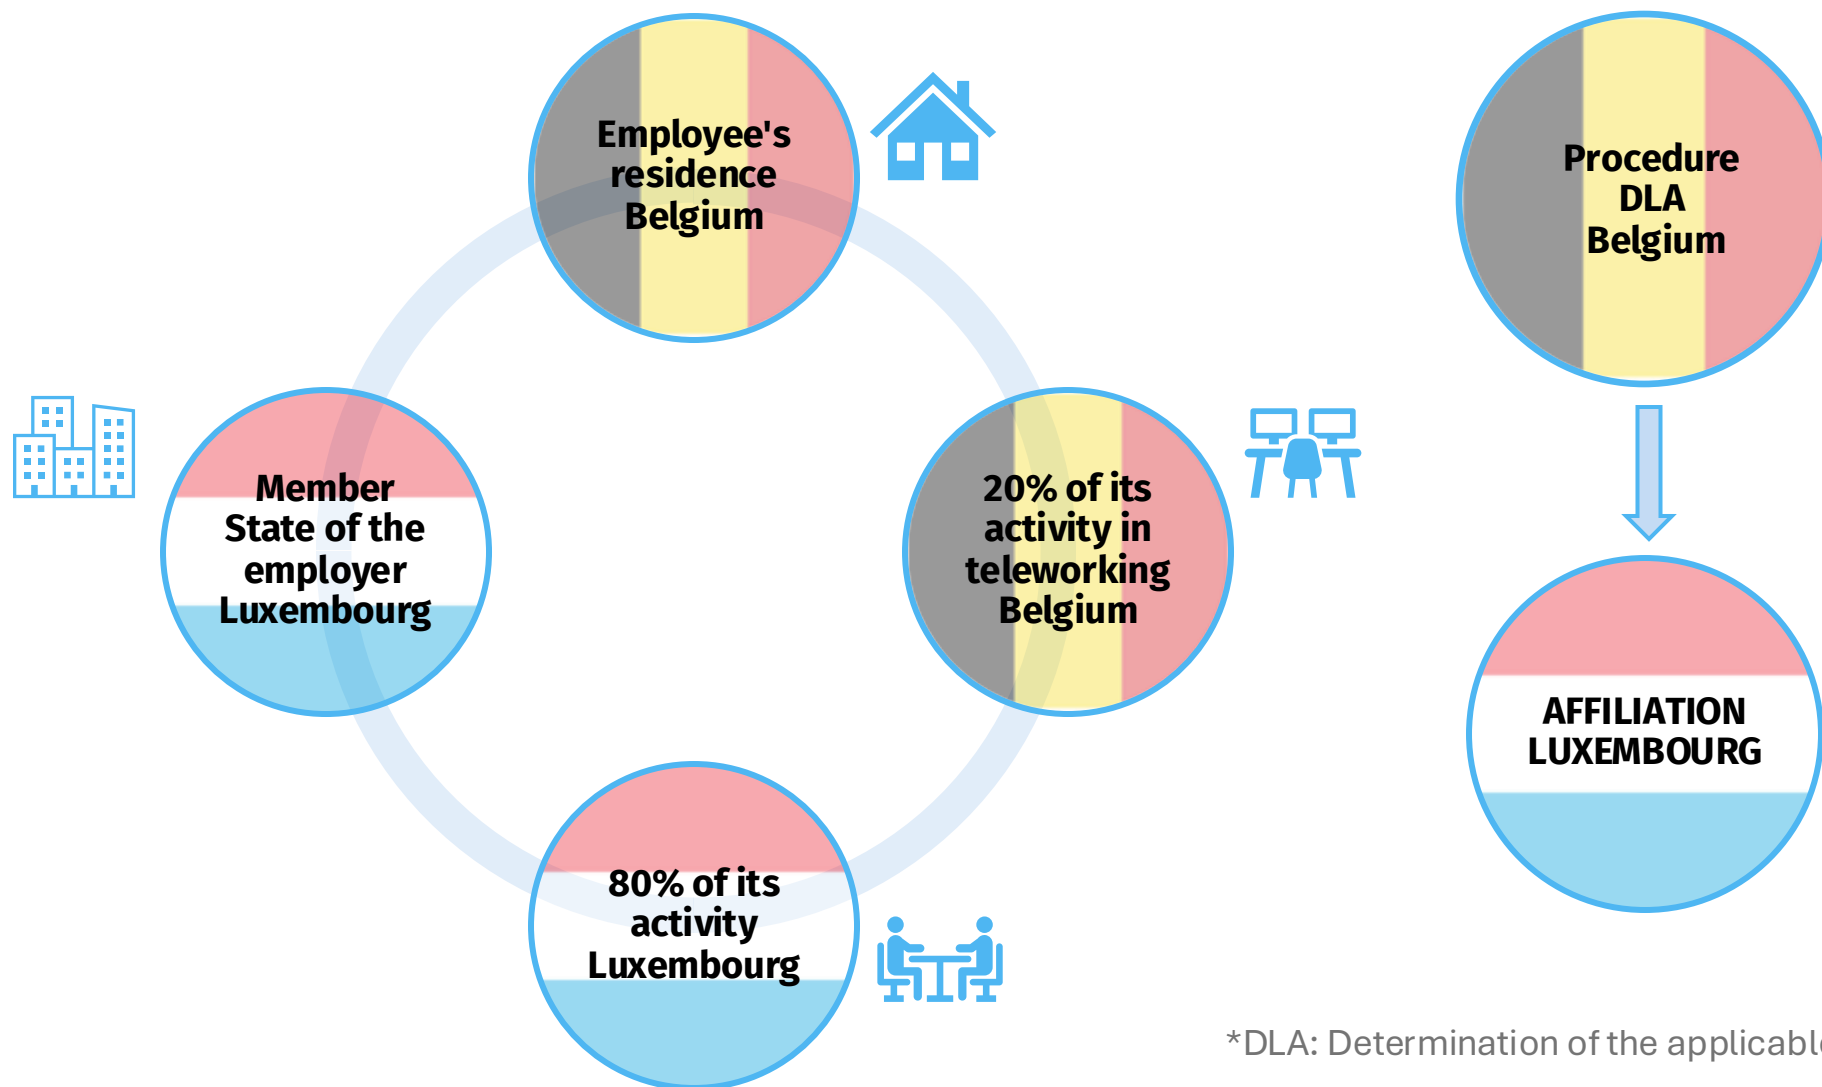 Employee's
residence
Belgium
Member
State of the
employer
Luxembourg
20% of its
activity in
teleworking
Belgium
80% of its
activity
Luxembourg
Procedure
DLA
Belgium
AFFILIATION
LUXEMBOURG
*DLA: Determination of the applicable